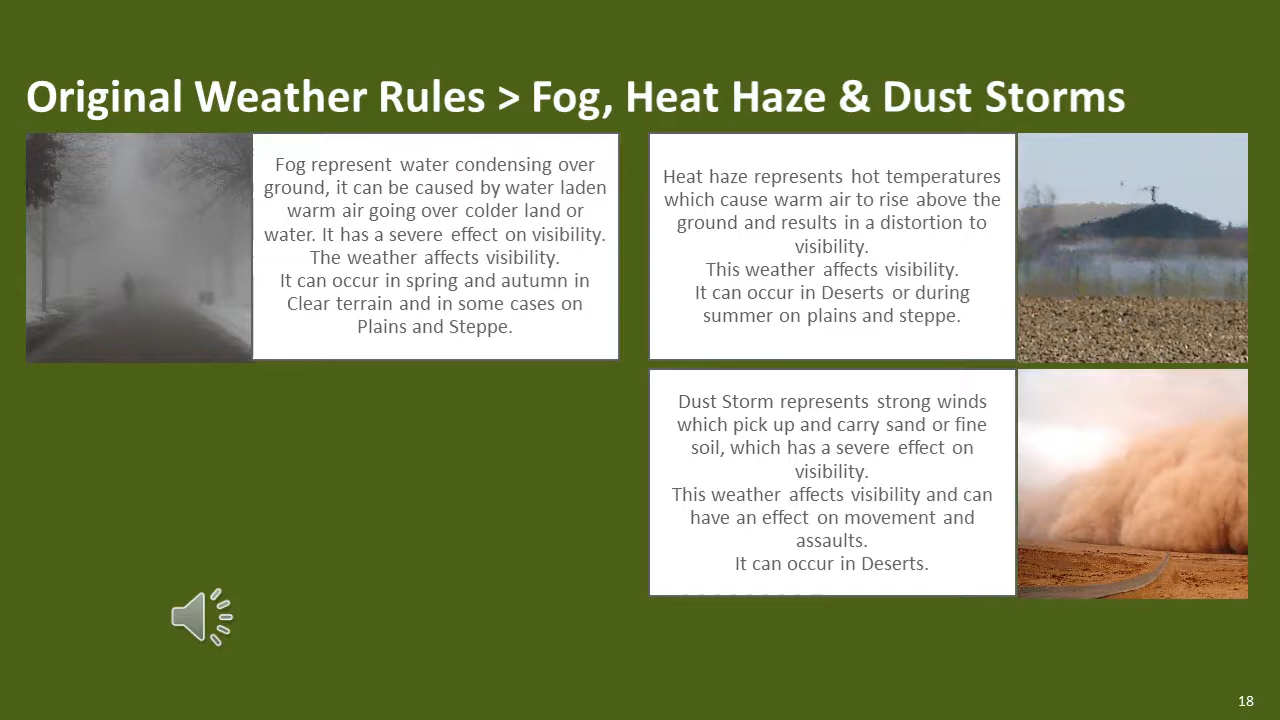 Original Weather Rules > Fog, Heat Haze & Dust Storms
Fog represent water condensing over
ground, it can be caused by water laden
warm air going over colder land or
water. It has a severe effect on visibility.
The weather affects visibility.
It can occur in spring and autumn in
Clear terrain and in some cases on
Plains and Steppe.
Heat haze represents hot temperatures
which cause warm air to rise above the
ground and results in a distortion to
visibility.
This weather affects visibility.
It can occur in Deserts or during
summer on plains and steppe.
Dust Storm represents strong winds
which pick up and carry sand or fine
soil, which has a severe effect on
visibility.
This weather affects visibility and can
have an effect on movement and
assaults.
It can occur in Deserts.
18